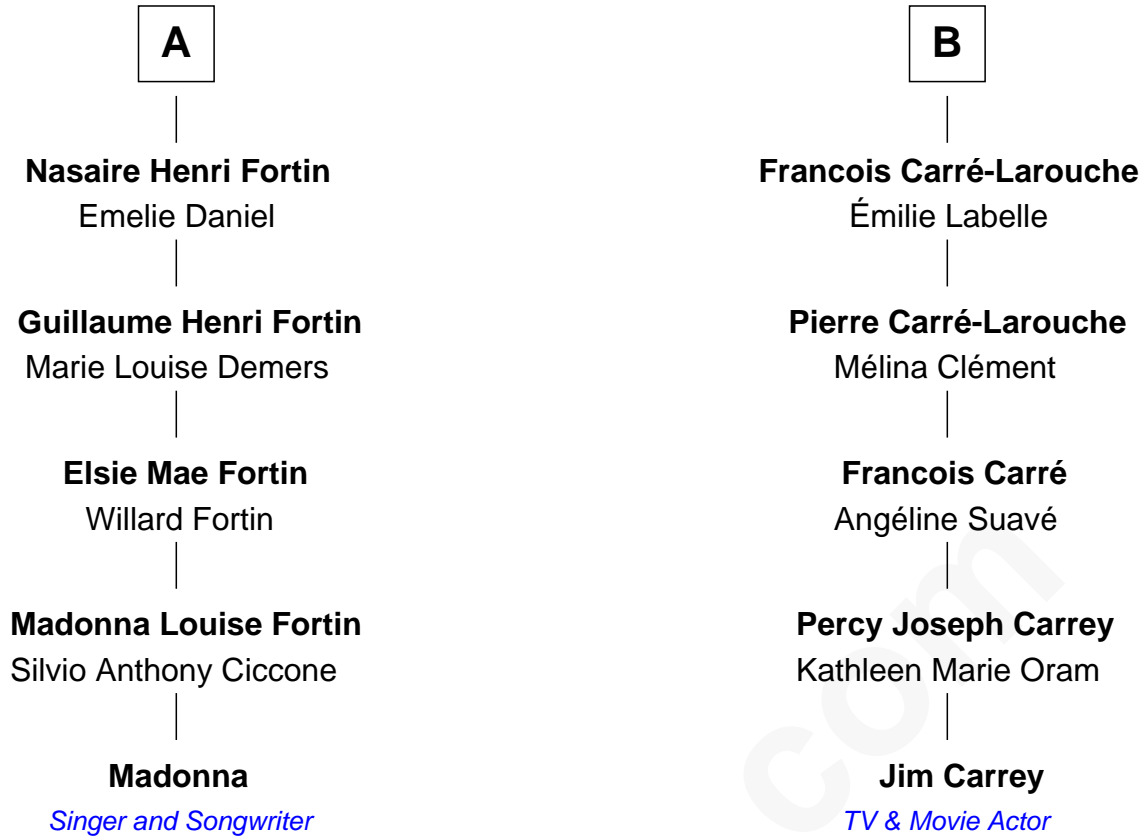 A
Nasaire Henri Fortin
Emelie Daniel
Guillaume Henri Fortin
Marie Louise Demers
Elsie Mae Fortin
Willard Fortin
Madonna Louise Fortin
Silvio Anthony Ciccone
Madonna
Singer and Songwriter
B
Francois Carré-Larouche
Émilie Labelle
Pierre Carré-Larouche
Mélina Clément
Francois Carré
Angéline Suavé
Percy Joseph Carrey
Kathleen Marie Oram
Jim Carrey
TV & Movie Actor
com